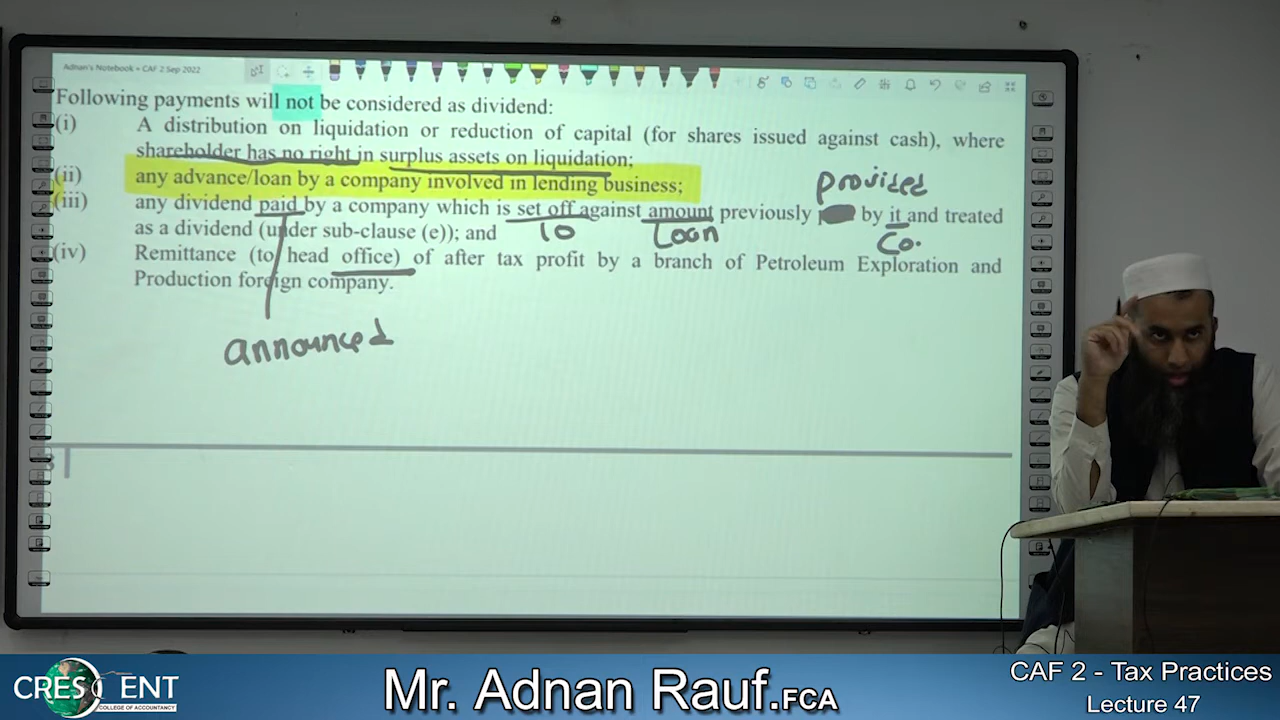 Adnan's Notebook • CAF 2 Sep 2022
Following payments will not be considered as dividend:
(i) A distribution on liquidation or reduction of capital (for shares issued against cash), where
shareholder has no right in surplus assets on liquidation;
(ii) any advance/loan by a company involved in lending business;
provided
(iii) any dividend paid by a company which is set off against amount previously by it and treated
as a dividend (under sub-clause (e)); and
10 Loan Co.
(iv) Remittance (to head office) of after tax profit by a branch of Petroleum Exploration and
Production foreign company.
announced
CRESCENT
COLLEGE OF ACCOUNTANCY
Mr. Adnan Rauf.FCA
CAF 2 - Tax Practices
Lecture 47